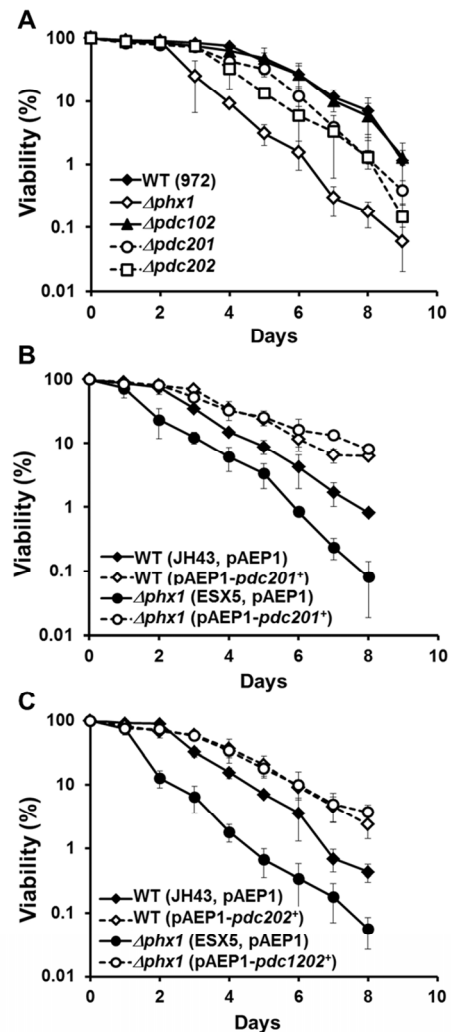 A
Viability (%)
100
10
1
0.1
0.01
WT (972)
Δphx1
Δpdc102
Δpdc201
Δpdc202
0 2 4 6 8 10
Days
B
Viability (%)
100
10
1
0.1
0.01
WT (JH43, pAEP1)
WT (pAEP1-pdc201⁺)
Δphx1 (ESX5, pAEP1)
Δphx1 (pAEP1-pdc201⁺)
0 2 4 6 8 10
Days
C
Viability (%)
100
10
1
0.1
0.01
WT (JH43, pAEP1)
WT (pAEP1-pdc202⁺)
Δphx1 (ESX5, pAEP1)
Δphx1 (pAEP1-pdc1202⁺)
0 2 4 6 8 10
Days